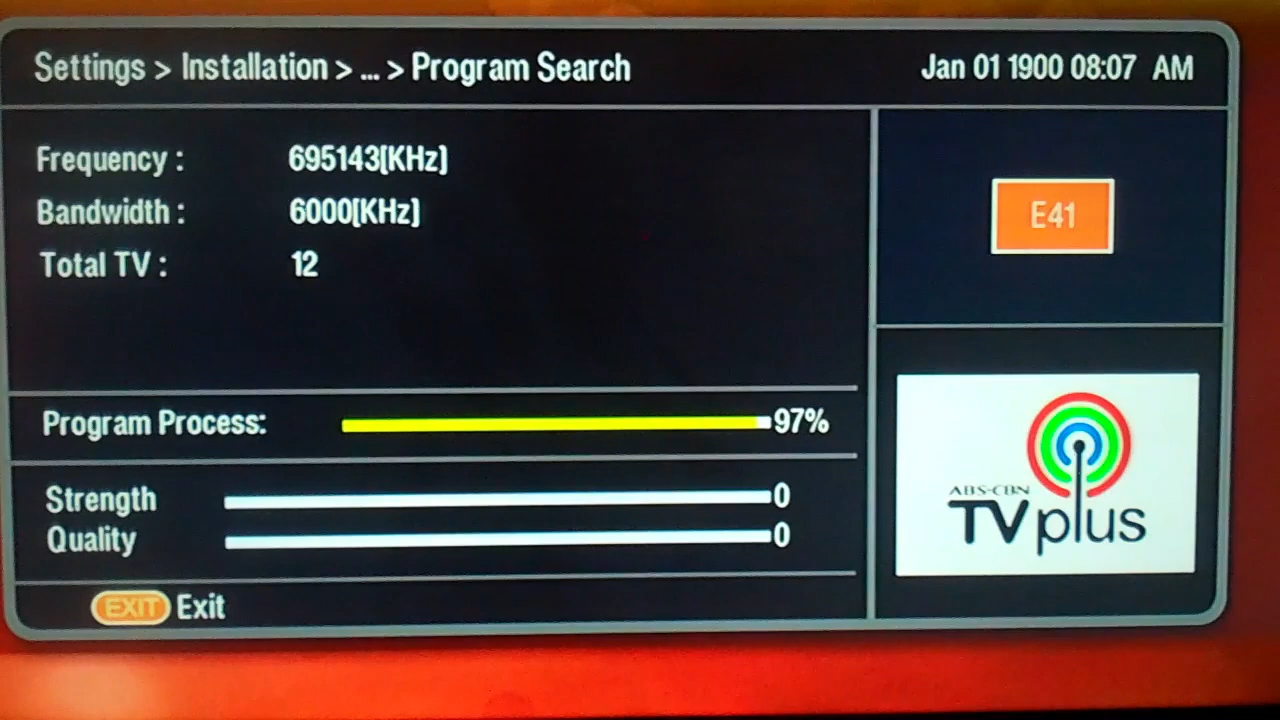 Settings > Installation > ... > Program Search
Jan 01 1900 08:07 AM
Frequency : 695143[KHz]
Bandwidth : 6000[KHz]
Total TV : 12
E41
Program Process: 97%
Strength 0
Quality 0
ABS-CBN
TVplus
EXIT Exit